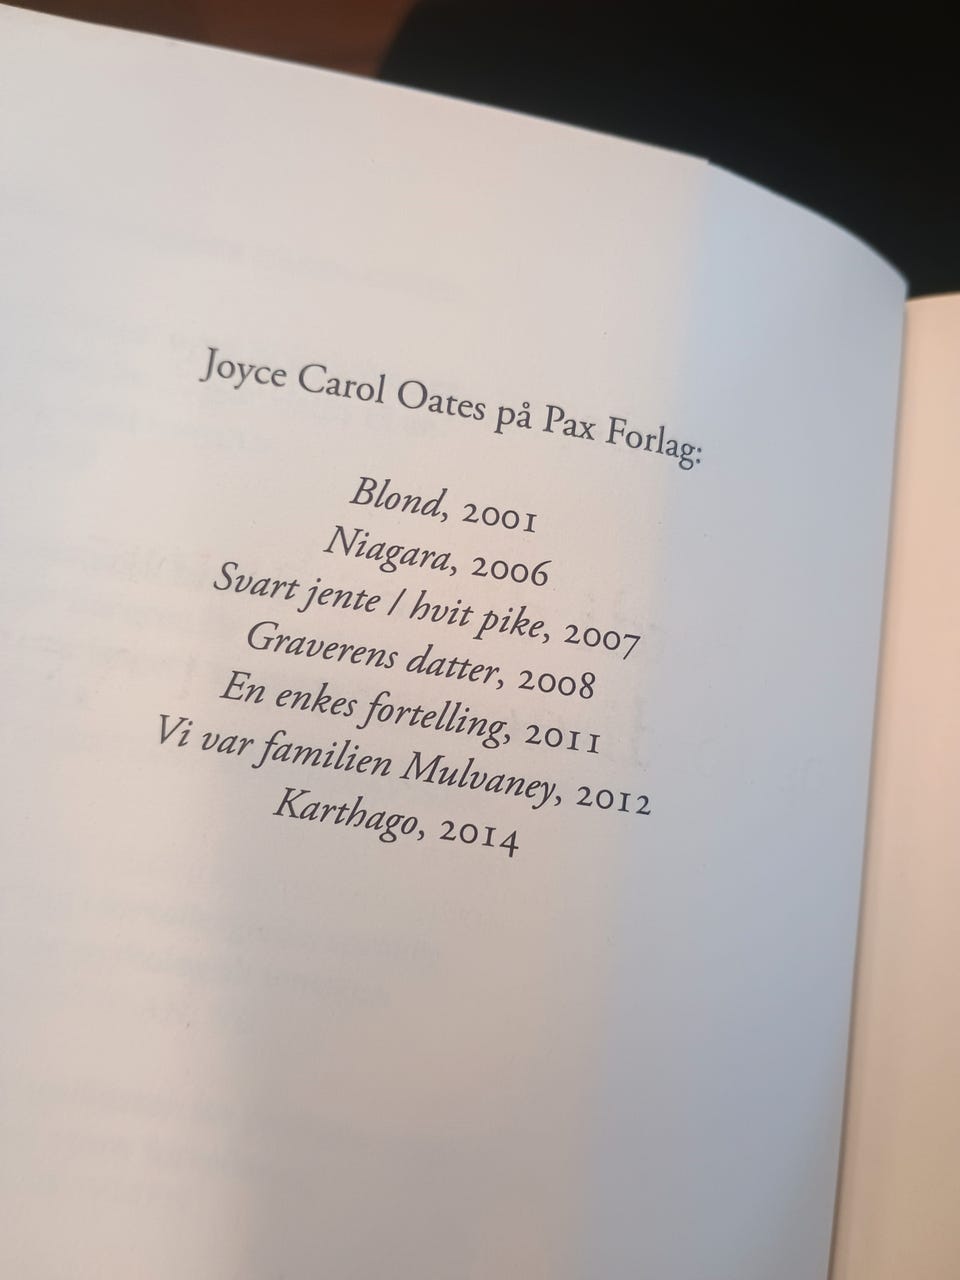 Joyce Carol Oates på Pax Forlag:
Blond, 2001
Niagara, 2006
Svart jente / hvit pike, 2007
Graverens datter, 2008
En enkes fortelling, 2011
Vi var familien Mulvaney, 2012
Karthago, 2014